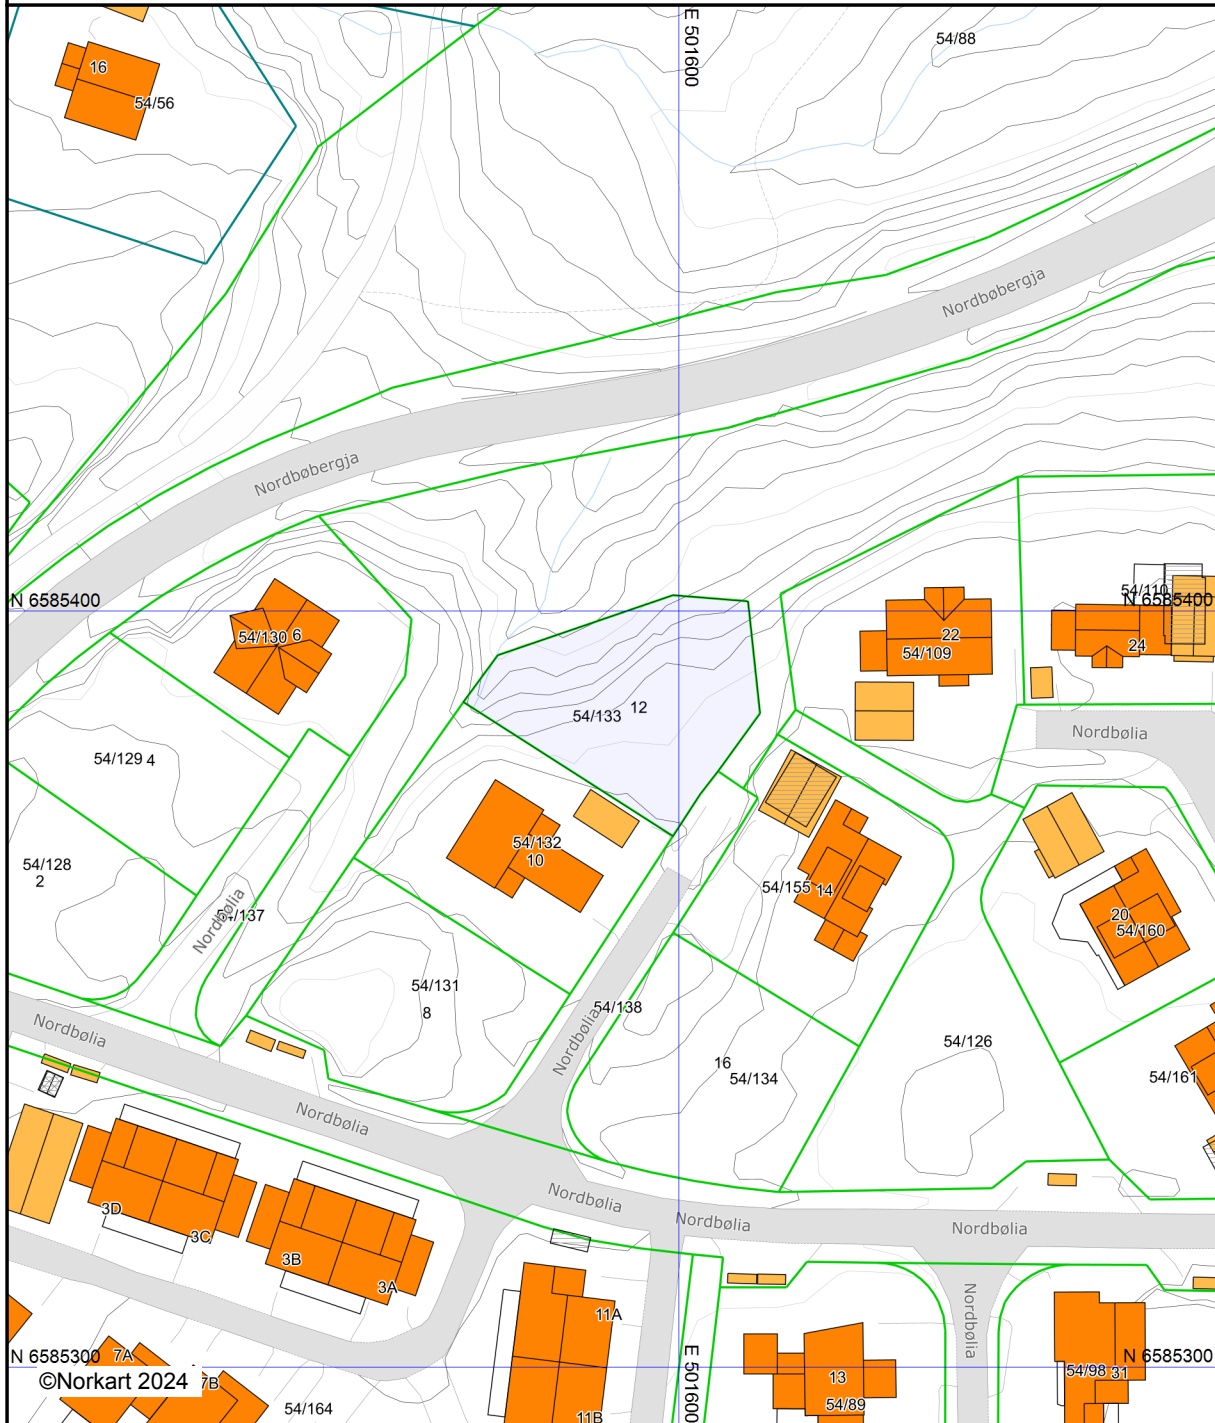 E 501600
54/88
16
54/56
Nordbøbergja
Nordbøbergja
N 6585400
54/110
N 6585400
54/130 6
22
54/109
24
54/133 12
Nordbølia
54/129 4
54/132
10
54/128
2
54/155 14
Nordbølia
54/137
20
54/160
54/131
8
54/138
Nordbølia
Nordbølia
54/126
16
54/134
54/161
Nordbølia
3D
3C
Nordbølia
Nordbølia
Nordbølia
3B
3A
11A
Nordbølia
N 6585300
7A
E 501600
N 6585300
©Norkart 2024
7B
13
54/89
54/98 31
54/164
11B